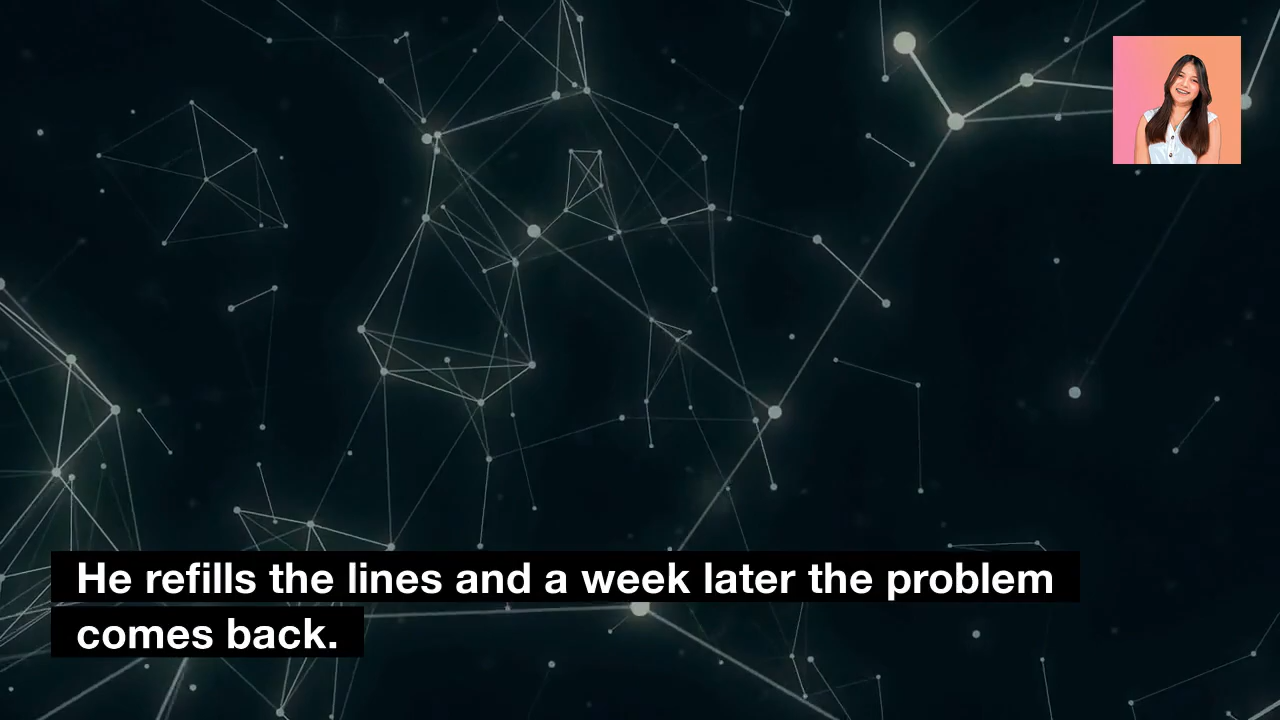 He refills the lines and a week later the problem
comes back.